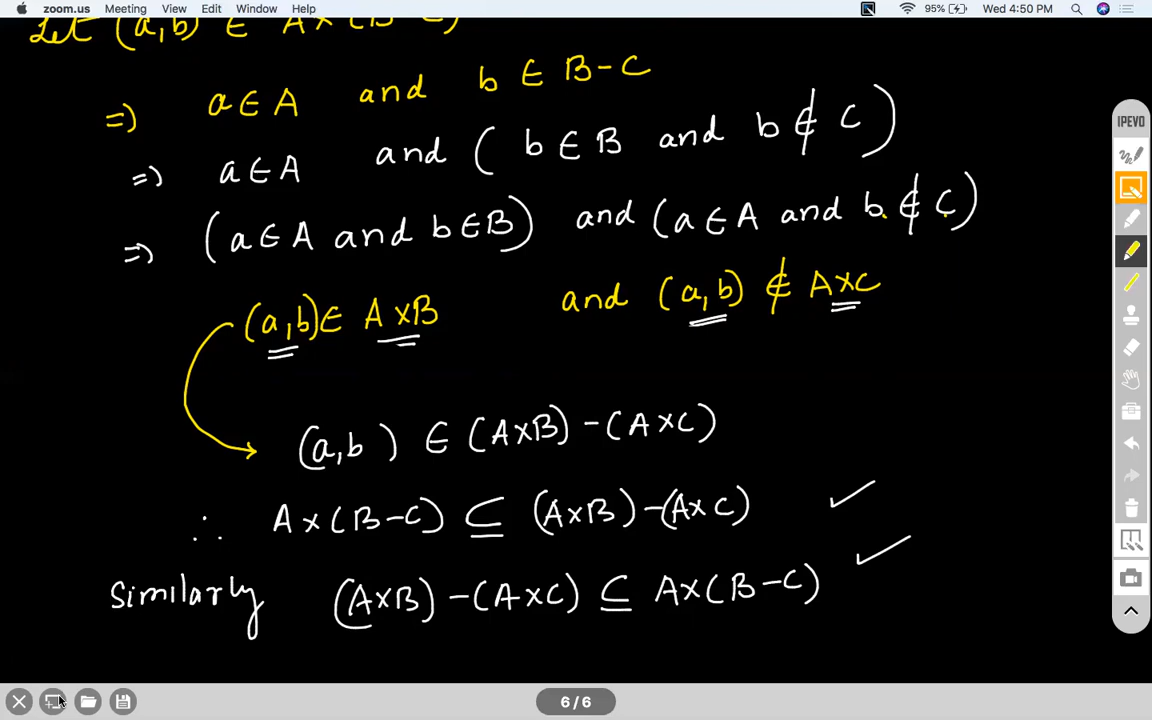 zoom.us Meeting View Edit Window Help 95% Wed 4:50 PM
Let (a,b) ∈ A×(B-C)
=) a∈A and b ∈ B-C
=) a∈A and ( b∈B and b ∉ C )
=) (a∈A and b∈B) and (a∈A and b ∉ C)
(a,b)∈ A×B and (a,b) ∉ A×C
(a,b) ∈ (A×B) -(A×C)
∴ A×(B-C) ⊆ (A×B)-(A×C)
Similarly (A×B) -(A×C) ⊆ A×(B-C)
IPEVO
6/6